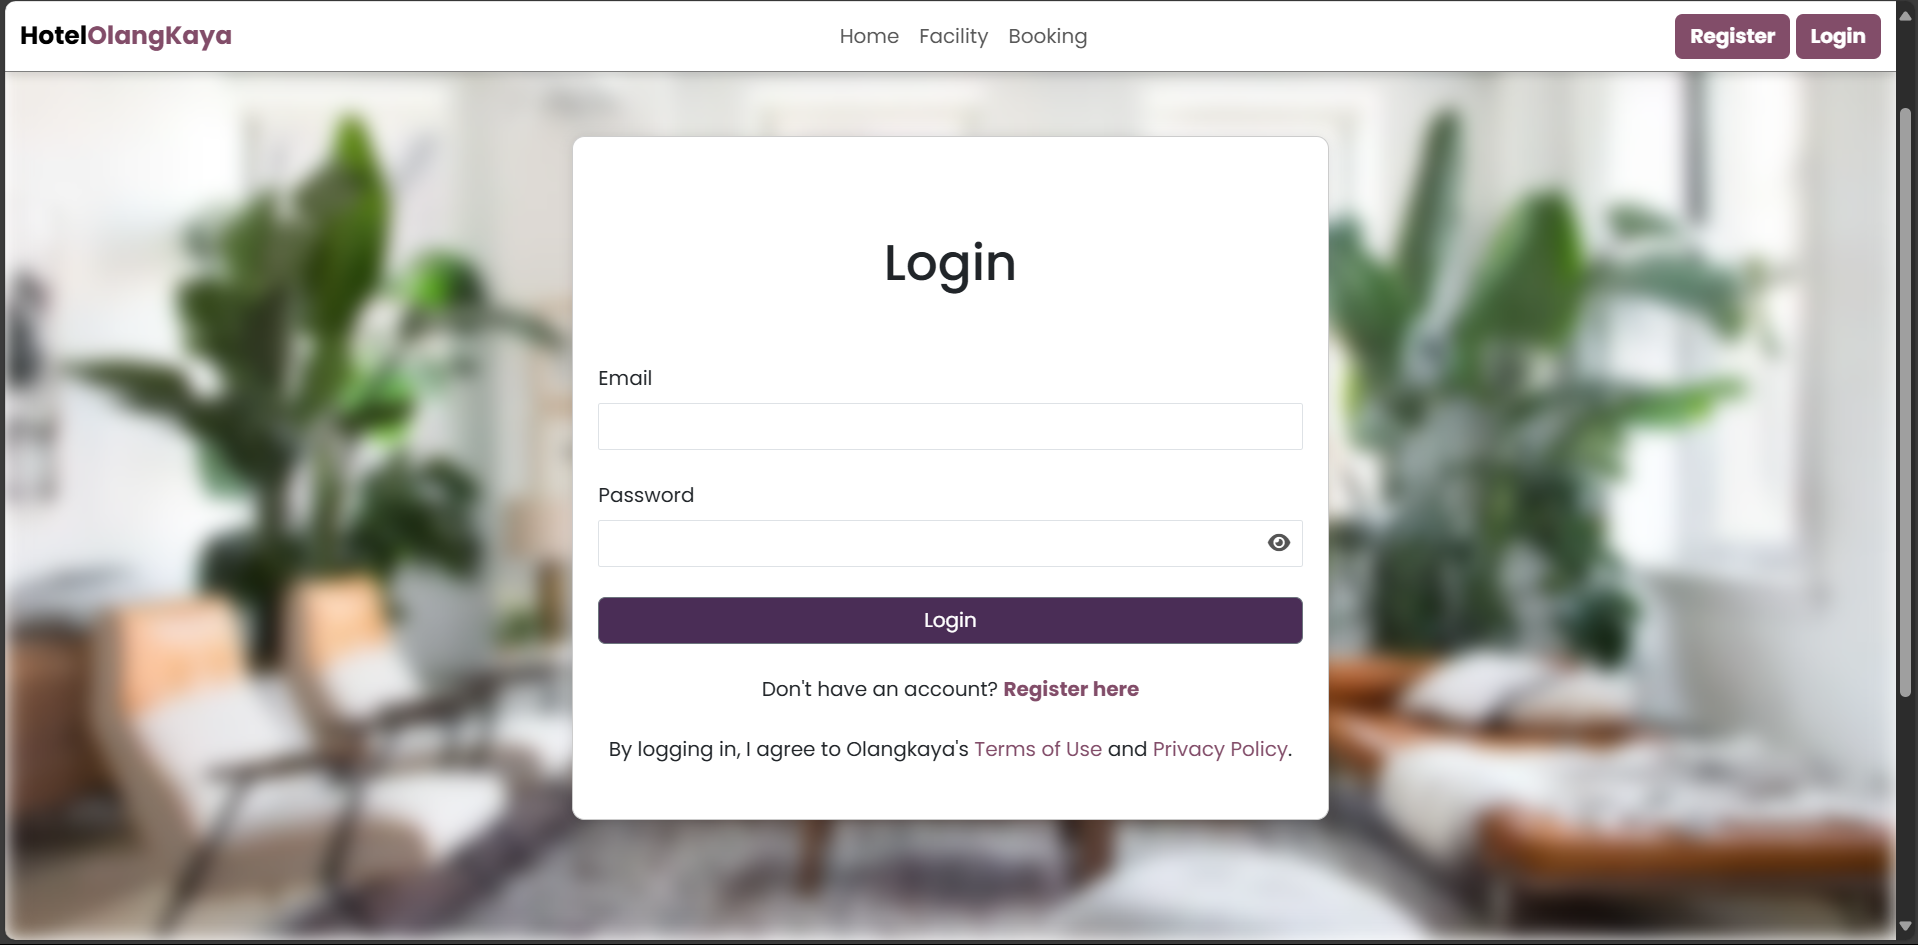 HotelOlangKaya
Home Facility Booking
Register Login
Login
Email
Password
Login
Don't have an account? Register here
By logging in, I agree to Olangkaya's Terms of Use and Privacy Policy.